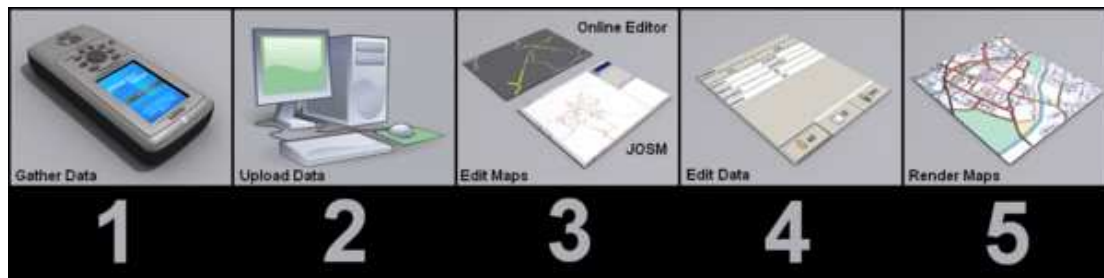 Online Editor
JOSM
Gather Data
Upload Data
Edit Maps
Edit Data
Render Maps
1
2
3
4
5